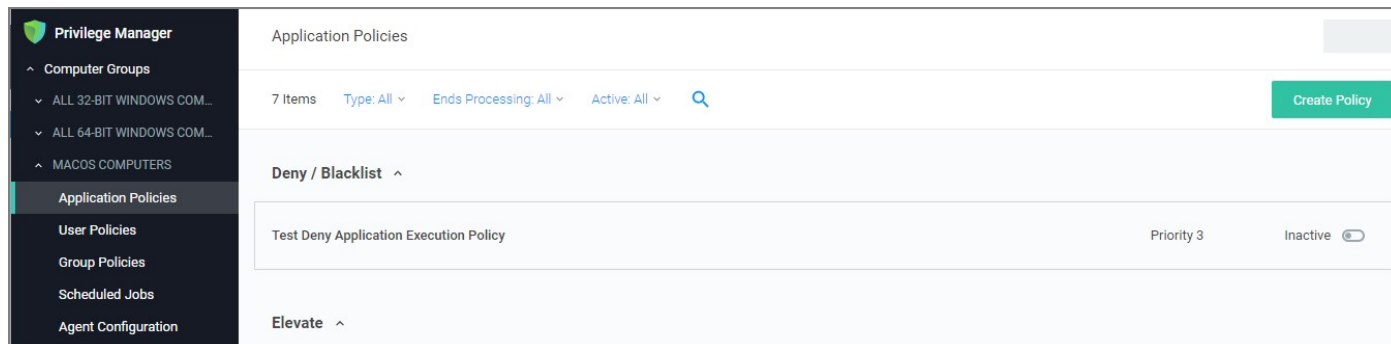 Privilege Manager
Computer Groups
ALL 32-BIT WINDOWS COM...
ALL 64-BIT WINDOWS COM...
MACOS COMPUTERS
Application Policies
User Policies
Group Policies
Scheduled Jobs
Agent Configuration
Application Policies
7 Items Type: All Ends Processing: All Active: All Create Policy
Deny / Blacklist
Test Deny Application Execution Policy Priority 3 Inactive
Elevate